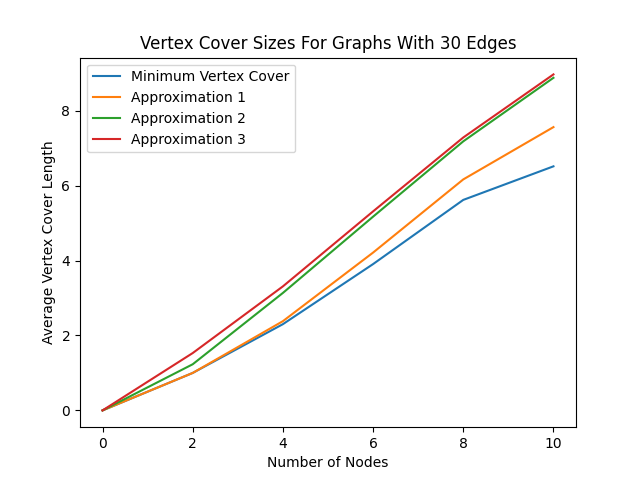 Vertex Cover Sizes For Graphs With 30 Edges
Minimum Vertex Cover
Approximation 1
Approximation 2
Approximation 3
Average Vertex Cover Length
8
6
4
2
0
0 2 4 6 8 10
Number of Nodes